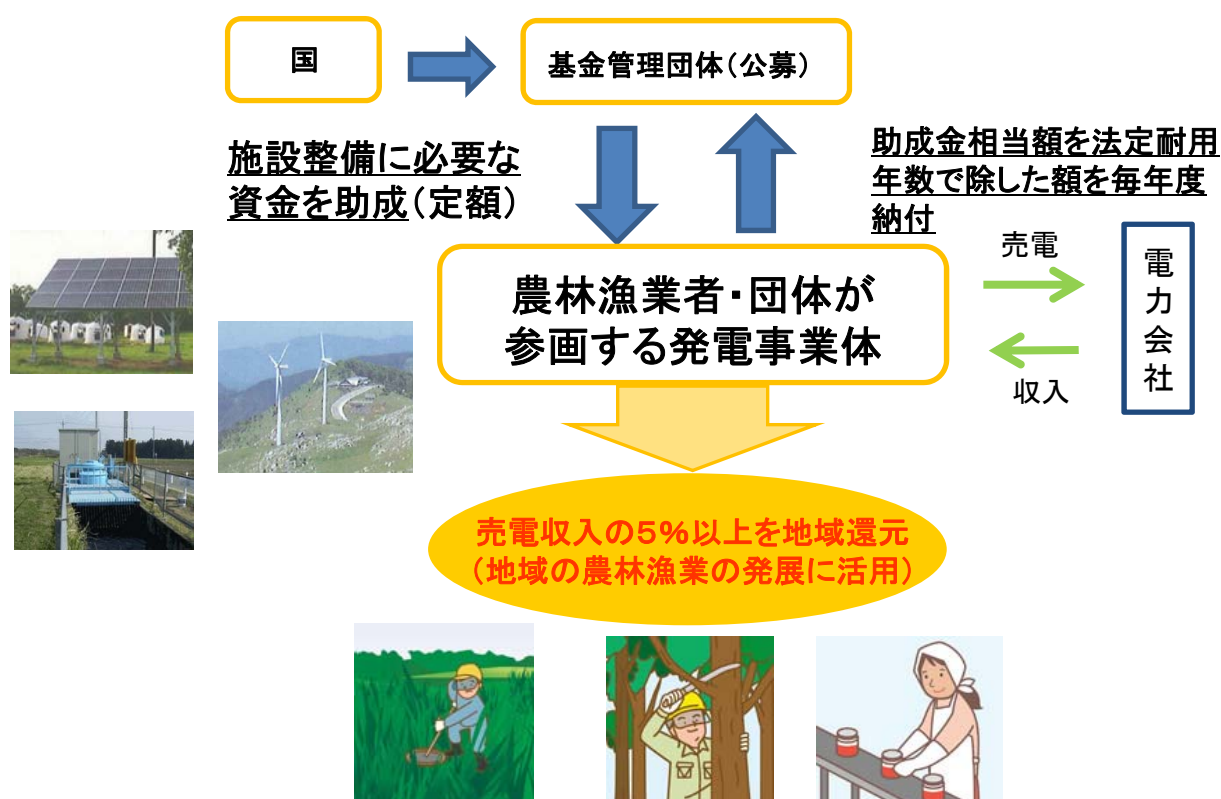 国
基金管理団体（公募）
施設整備に必要な
資金を助成（定額）
助成金相当額を法定耐用
年数で除した額を毎年度
納付
農林漁業者・団体が
参画する発電事業体
売電
収入
電力会社
売電収入の５％以上を地域還元
（地域の農林漁業の発展に活用）